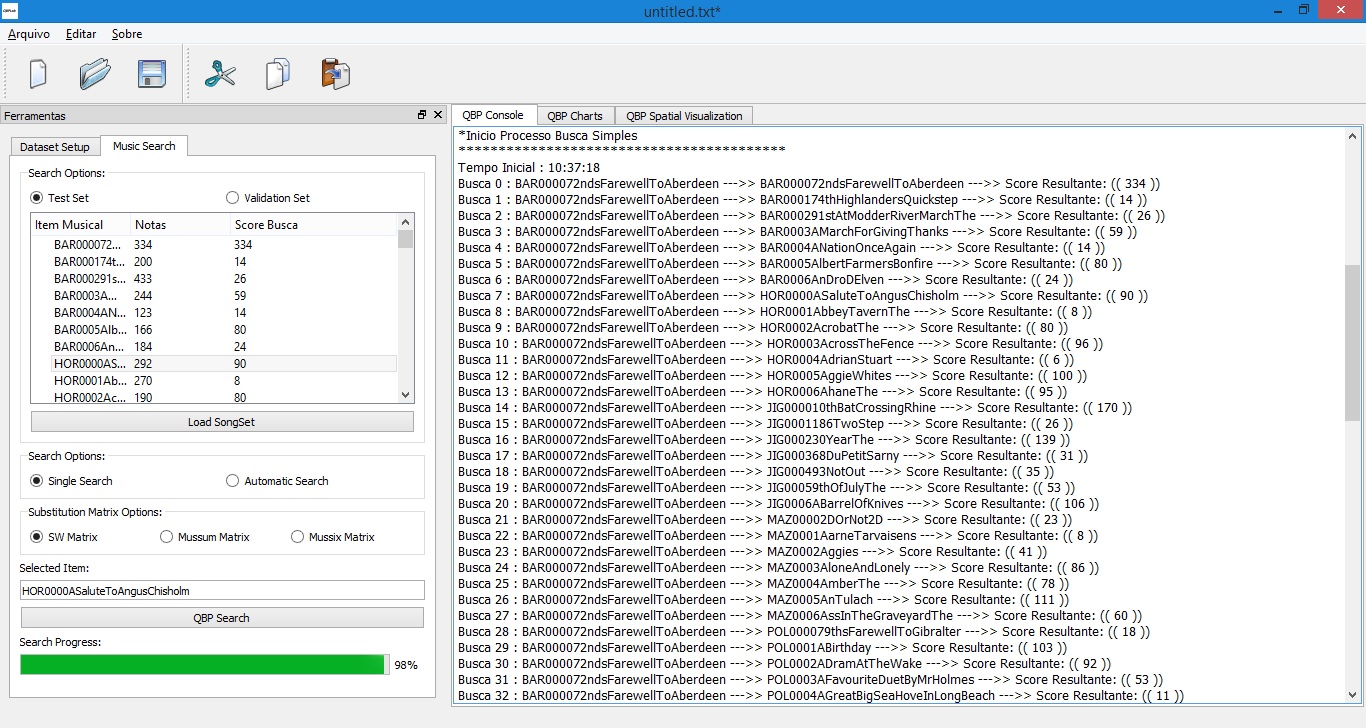 untitled.txt*
Arquivo Editar Sobre
Ferramentas
Dataset Setup Music Search
Search Options:
Test Set Validation Set
Item Musical Notas Score Busca
BAR000072... 334 334
BAR000174t... 200 14
BAR000291s... 433 26
BAR0003A... 244 59
BAR0004AN... 123 14
BAR0005Alb... 166 80
BAR0006An... 184 24
HOR0000AS... 292 90
HOR0001Ab... 270 8
HOR0002Ac... 190 80
Load SongSet
Search Options:
Single Search Automatic Search
Substitution Matrix Options:
SW Matrix Mussum Matrix Mussix Matrix
Selected Item:
HOR0000ASaluteToAngusChisholm
QBP Search
Search Progress:
98%
QBP Console QBP Charts QBP Spatial Visualization
*Inicio Processo Busca Simples
*****************************************
Tempo Inicial : 10:37:18
Busca 0 : BAR000072ndsFarewellToAberdeen --->> BAR000072ndsFarewellToAberdeen --->> Score Resultante: (( 334 ))
Busca 1 : BAR000072ndsFarewellToAberdeen --->> BAR000174thHighlandersQuickstep --->> Score Resultante: (( 14 ))
Busca 2 : BAR000072ndsFarewellToAberdeen --->> BAR000291stAtModderRiverMarchThe --->> Score Resultante: (( 26 ))
Busca 3 : BAR000072ndsFarewellToAberdeen --->> BAR0003AMarchForGivingThanks --->> Score Resultante: (( 59 ))
Busca 4 : BAR000072ndsFarewellToAberdeen --->> BAR0004ANationOnceAgain --->> Score Resultante: (( 14 ))
Busca 5 : BAR000072ndsFarewellToAberdeen --->> BAR0005AlbertFarmersBonfire --->> Score Resultante: (( 80 ))
Busca 6 : BAR000072ndsFarewellToAberdeen --->> BAR0006AnDroDElven --->> Score Resultante: (( 24 ))
Busca 7 : BAR000072ndsFarewellToAberdeen --->> HOR0000ASaluteToAngusChisholm --->> Score Resultante: (( 90 ))
Busca 8 : BAR000072ndsFarewellToAberdeen --->> HOR0001AbbeyTavernThe --->> Score Resultante: (( 8 ))
Busca 9 : BAR000072ndsFarewellToAberdeen --->> HOR0002AcrobatThe --->> Score Resultante: (( 80 ))
Busca 10 : BAR000072ndsFarewellToAberdeen --->> HOR0003AcrossTheFence --->> Score Resultante: (( 96 ))
Busca 11 : BAR000072ndsFarewellToAberdeen --->> HOR0004AdrianStuart --->> Score Resultante: (( 6 ))
Busca 12 : BAR000072ndsFarewellToAberdeen --->> HOR0005AggieWhites --->> Score Resultante: (( 100 ))
Busca 13 : BAR000072ndsFarewellToAberdeen --->> HOR0006AhaneThe --->> Score Resultante: (( 95 ))
Busca 14 : BAR000072ndsFarewellToAberdeen --->> JIG000010thBatCrossingRhine --->> Score Resultante: (( 170 ))
Busca 15 : BAR000072ndsFarewellToAberdeen --->> JIG0001186TwoStep --->> Score Resultante: (( 26 ))
Busca 16 : BAR000072ndsFarewellToAberdeen --->> JIG000230YearThe --->> Score Resultante: (( 139 ))
Busca 17 : BAR000072ndsFarewellToAberdeen --->> JIG000368DuPetitSarny --->> Score Resultante: (( 31 ))
Busca 18 : BAR000072ndsFarewellToAberdeen --->> JIG000493NotOut --->> Score Resultante: (( 35 ))
Busca 19 : BAR000072ndsFarewellToAberdeen --->> JIG00059thOfJulyThe --->> Score Resultante: (( 53 ))
Busca 20 : BAR000072ndsFarewellToAberdeen --->> JIG0006ABarrelOfKnives --->> Score Resultante: (( 106 ))
Busca 21 : BAR000072ndsFarewellToAberdeen --->> MAZ00002DOrNot2D --->> Score Resultante: (( 23 ))
Busca 22 : BAR000072ndsFarewellToAberdeen --->> MAZ0001AarneTarvaisens --->> Score Resultante: (( 8 ))
Busca 23 : BAR000072ndsFarewellToAberdeen --->> MAZ0002Aggies --->> Score Resultante: (( 41 ))
Busca 24 : BAR000072ndsFarewellToAberdeen --->> MAZ0003AloneAndLonely --->> Score Resultante: (( 86 ))
Busca 25 : BAR000072ndsFarewellToAberdeen --->> MAZ0004AmberThe --->> Score Resultante: (( 78 ))
Busca 26 : BAR000072ndsFarewellToAberdeen --->> MAZ0005AnTulach --->> Score Resultante: (( 111 ))
Busca 27 : BAR000072ndsFarewellToAberdeen --->> MAZ0006AssInTheGraveyardThe --->> Score Resultante: (( 60 ))
Busca 28 : BAR000072ndsFarewellToAberdeen --->> POL000079thsFarewellToGibralter --->> Score Resultante: (( 18 ))
Busca 29 : BAR000072ndsFarewellToAberdeen --->> POL0001ABirthday --->> Score Resultante: (( 103 ))
Busca 30 : BAR000072ndsFarewellToAberdeen --->> POL0002ADramAtTheWake --->> Score Resultante: (( 92 ))
Busca 31 : BAR000072ndsFarewellToAberdeen --->> POL0003AFavouriteDuetByMrHolmes --->> Score Resultante: (( 53 ))
Busca 32 : BAR000072ndsFarewellToAberdeen --->> POL0004AGreatBigSeaHoveInLongBeach --->> Score Resultante: (( 11 ))